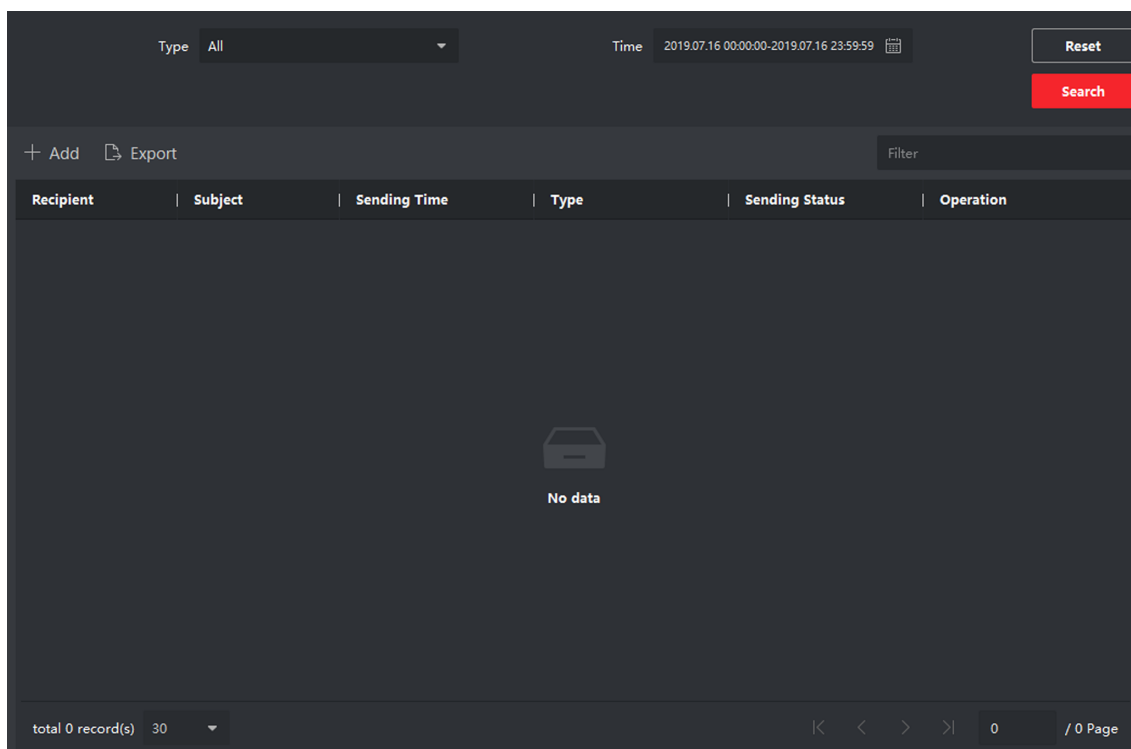 Type All Time 2019.07.16 00:00:00-2019.07.16 23:59:59 Reset
Search
Add Export Filter
Recipient Subject Sending Time Type Sending Status Operation
No data
total 0 record(s) 30 0 / 0 Page